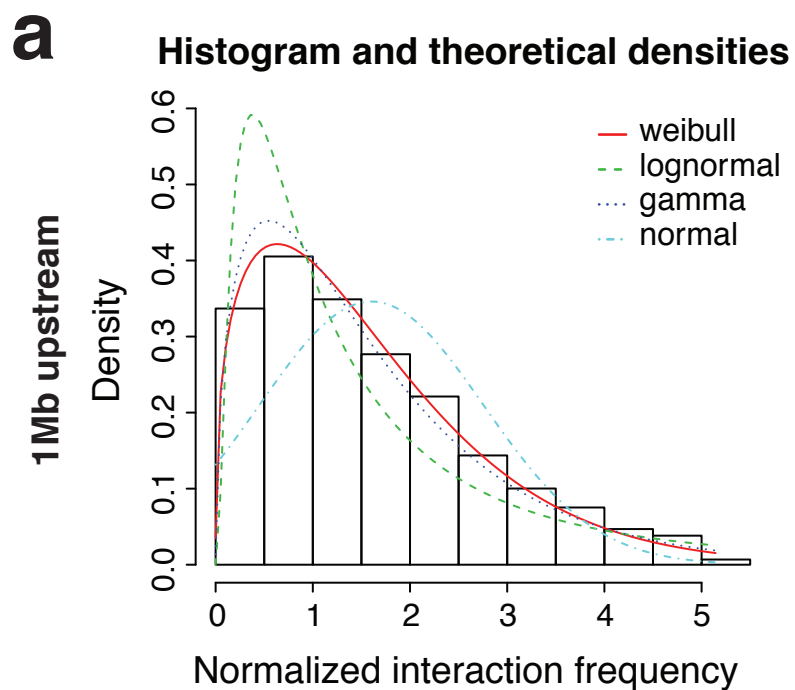 a
Histogram and theoretical densities
weibull
lognormal
gamma
normal
1Mb upstream
Density
0.0 0.1 0.2 0.3 0.4 0.5 0.6
0 1 2 3 4 5
Normalized interaction frequency